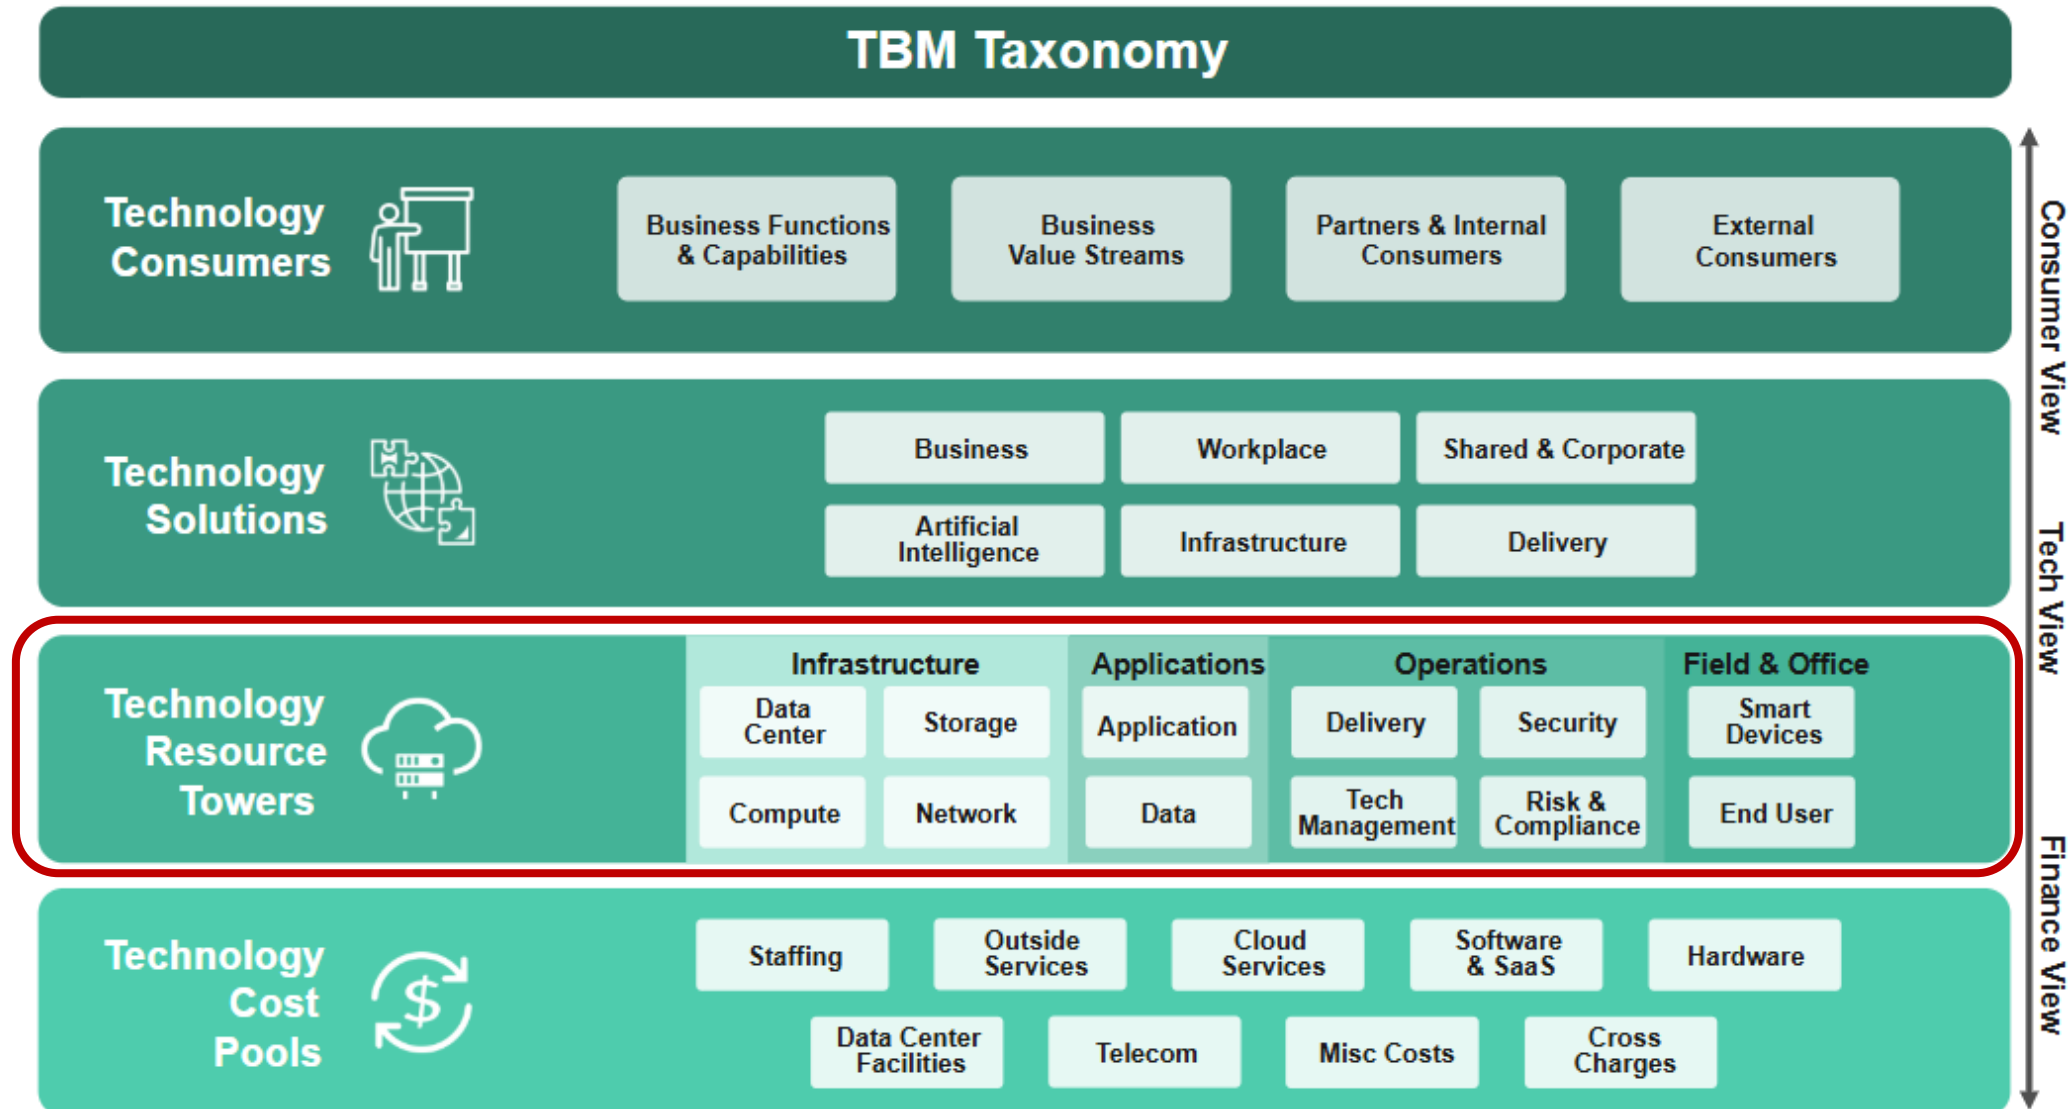 TBM Taxonomy
Technology
Consumers
Business Functions
& Capabilities
Business
Value Streams
Partners & Internal
Consumers
External
Consumers
Technology
Solutions
Business
Workplace
Shared & Corporate
Artificial
Intelligence
Infrastructure
Delivery
Technology
Resource
Towers
Infrastructure
Data
Center
Storage
Compute
Network
Applications
Application
Data
Operations
Delivery
Security
Tech
Management
Risk &
Compliance
Field & Office
Smart
Devices
End User
Technology
Cost
Pools
Staffing
Outside
Services
Cloud
Services
Software
& SaaS
Hardware
Data Center
Facilities
Telecom
Misc Costs
Cross
Charges
Consumer View
Tech View
Finance View